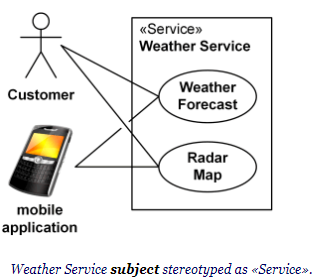 «Service»
Weather Service
Customer
Weather
Forecast
Radar
Map
mobile
application
Weather Service subject stereotyped as «Service».